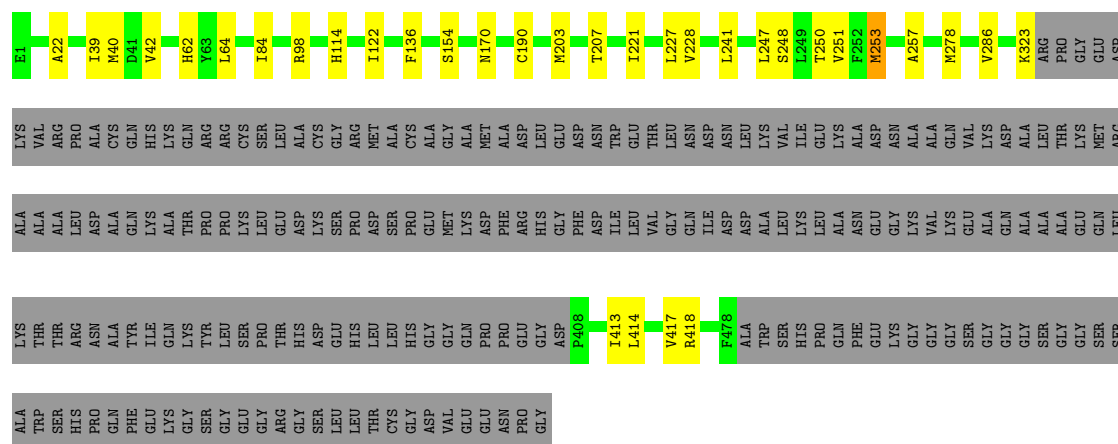 E1 A22 I39 M40 D41 V42 H62 Y63 L64 I84 R98 H114 I122 F136 S154 N170 C190 M203 T207 I221 L227 V228 L241 L247 S248 L249 T250 V251 F252 M253 A257 M278 V286 K323 ARG PRO GLY GLU ASP
LYS VAL ARG PRO ALA CYS GLN HIS LYS GLN ARG ARG CYS SER LEU ALA CYS GLY ARG MET ALA CYS ALA GLY ALA MET ALA ALA ASP LEU GLU ASP ASN TRP GLU THR LEU ASN ASP ASN LEU LYS VAL ILE GLU LYS ALA ASP ASN ALA ALA GLN VAL LYS ASP ALA LEU THR LYS MET ARG
ALA ALA ALA LEU ASP ALA GLN LYS ALA THR PRO PRO LYS LEU GLU ASP LYS SER PRO ASP SER PRO GLU MET LYS ASP PHE ARG HIS GLY PHE ASP ILE LEU VAL GLY GLN ILE ASP ASP ALA LEU LYS LEU ALA ASN GLU GLY LYS VAL LYS GLU ALA GLN ALA ALA ALA GLU GLN LEU
LYS THR THR ARG ASN ALA TYR ILE GLN LYS TYR LEU SER PRO THR HIS ASP GLU HIS LEU LEU HIS GLY GLY GLN PRO PRO GLU GLY ASP P408 I413 L414 V417 R418 F478 ALA TRP SER HIS PRO GLN PHE GLU LYS GLY GLY GLY SER GLY GLY GLY SER GLY GLY SER SER
ALA TRP SER HIS PRO GLN PHE GLU LYS GLY SER GLY GLU GLY ARG GLY SER LEU LEU THR CYS GLY ASP VAL GLU GLU ASN PRO GLY